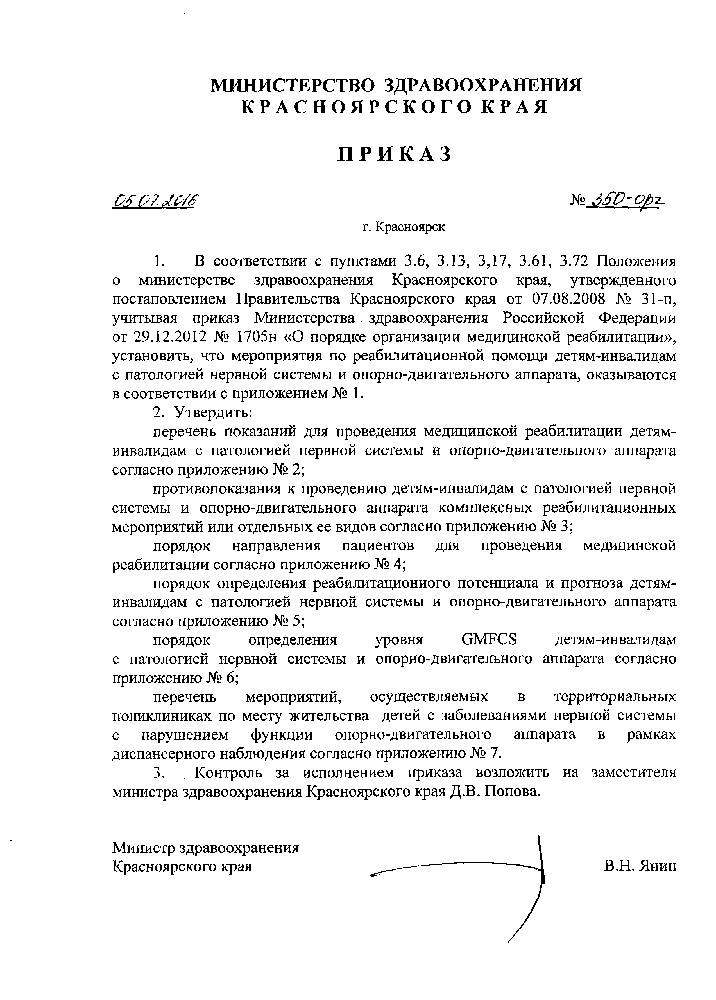 МИНИСТЕРСТВО ЗДРАВООХРАНЕНИЯ
К Р А С Н О Я Р С К О Г О К Р А Я
П Р И К А З
05.07.2016
№ 350-орг
г. Красноярск
1. В соответствии с пунктами 3.6, 3.13, 3,17, 3.61, 3.72 Положения
о министерстве здравоохранения Красноярского края, утвержденного
постановлением Правительства Красноярского края от 07.08.2008 № 31-п,
учитывая приказ Министерства здравоохранения Российской Федерации
от 29.12.2012 № 1705н «О порядке организации медицинской реабилитации»,
установить, что мероприятия по реабилитационной помощи детям-инвалидам
с патологией нервной системы и опорно-двигательного аппарата, оказываются
в соответствии с приложением № 1.
2. Утвердить:
перечень показаний для проведения медицинской реабилитации детям-
инвалидам с патологией нервной системы и опорно-двигательного аппарата
согласно приложению № 2;
противопоказания к проведению детям-инвалидам с патологией нервной
системы и опорно-двигательного аппарата комплексных реабилитационных
мероприятий или отдельных ее видов согласно приложению № 3;
порядок направления пациентов для проведения медицинской
реабилитации согласно приложению № 4;
порядок определения реабилитационного потенциала и прогноза детям-
инвалидам с патологией нервной системы и опорно-двигательного аппарата
согласно приложению № 5;
порядок определения уровня GMFCS детям-инвалидам
с патологией нервной системы и опорно-двигательного аппарата согласно
приложению № 6;
перечень мероприятий, осуществляемых в территориальных
поликлиниках по месту жительства детей с заболеваниями нервной системы
с нарушением функции опорно-двигательного аппарата в рамках
диспансерного наблюдения согласно приложению № 7.
3. Контроль за исполнением приказа возложить на заместителя
министра здравоохранения Красноярского края Д.В. Попова.
Министр здравоохранения
Красноярского края
В.Н. Янин